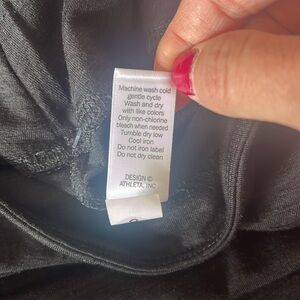 Machine wash cold
gentle cycle
Wash and dry
with like colors
Only non-chlorine
bleach when needed
Tumble dry low
Cool iron
Do not iron label
Do not dry clean
DESIGN ©
ATHLETA, INC